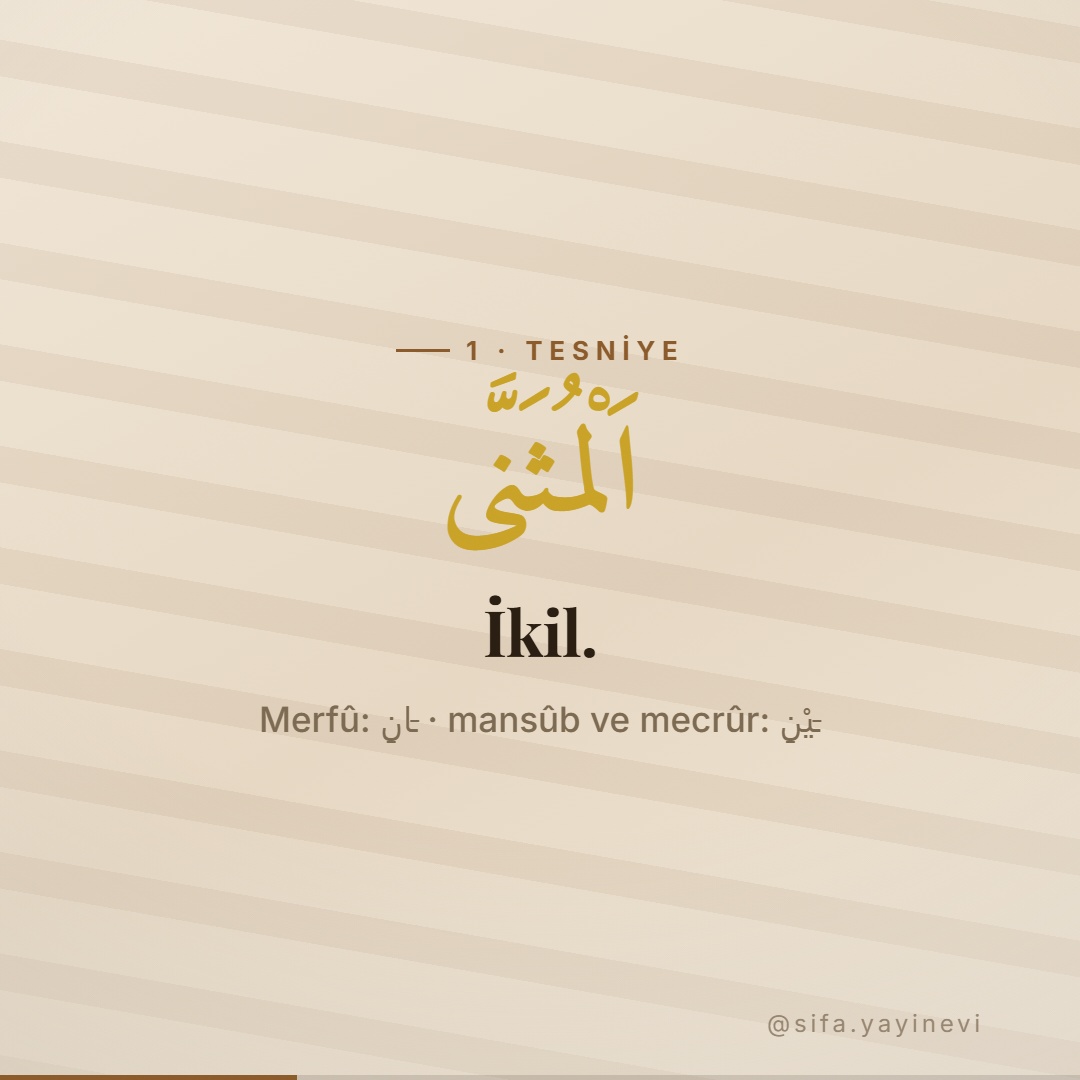 1 · TESNİYE
اَلْمُثَنَّى
İkil.
Merfû: ـَانِ · mansûb ve mecrûr: ـَيْنِ
@sifa.yayinevi